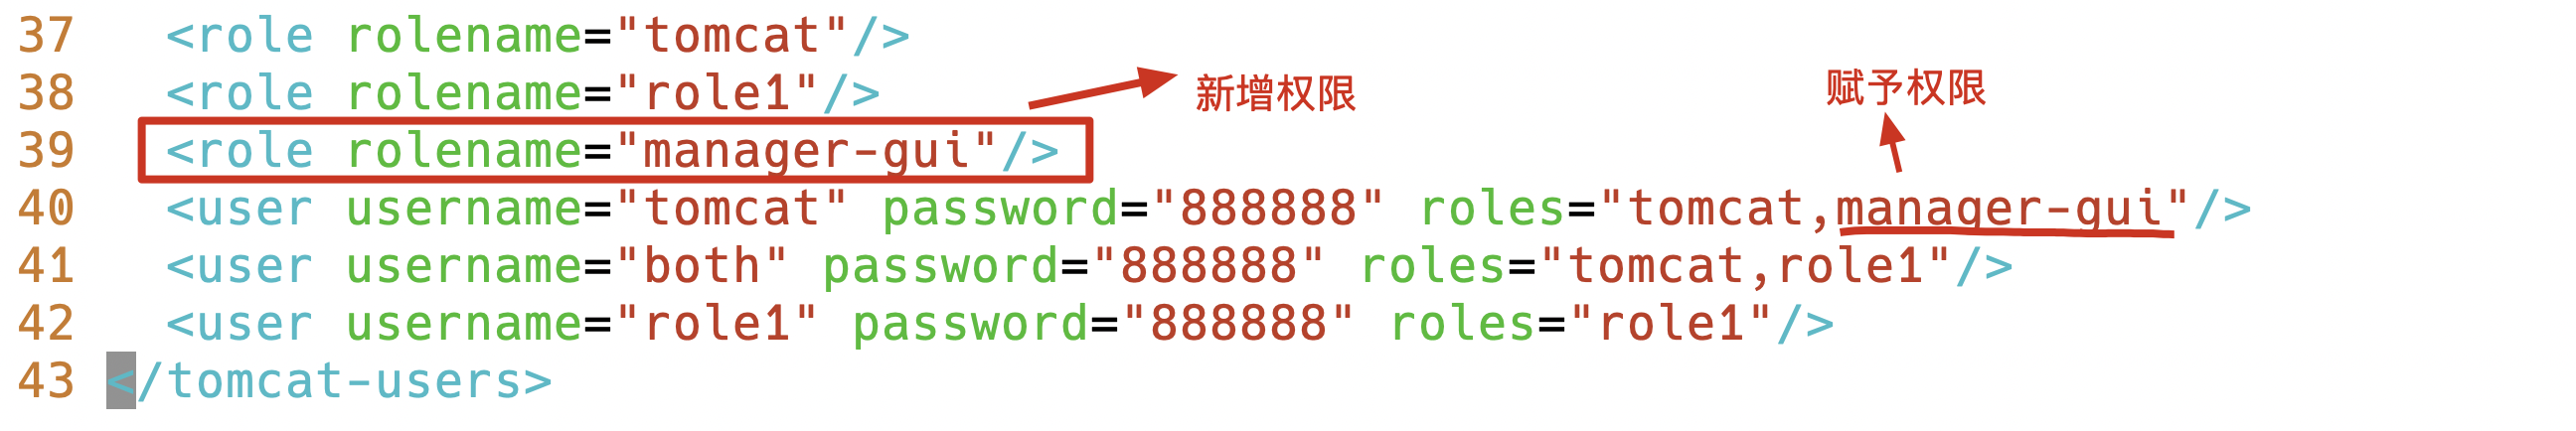 37   <role rolename="tomcat"/>
38   <role rolename="role1"/>
新增权限
赋予权限
39   <role rolename="manager-gui"/>
40   <user username="tomcat" password="888888" roles="tomcat,manager-gui"/>
41   <user username="both" password="888888" roles="tomcat,role1"/>
42   <user username="role1" password="888888" roles="role1"/>
43 </tomcat-users>